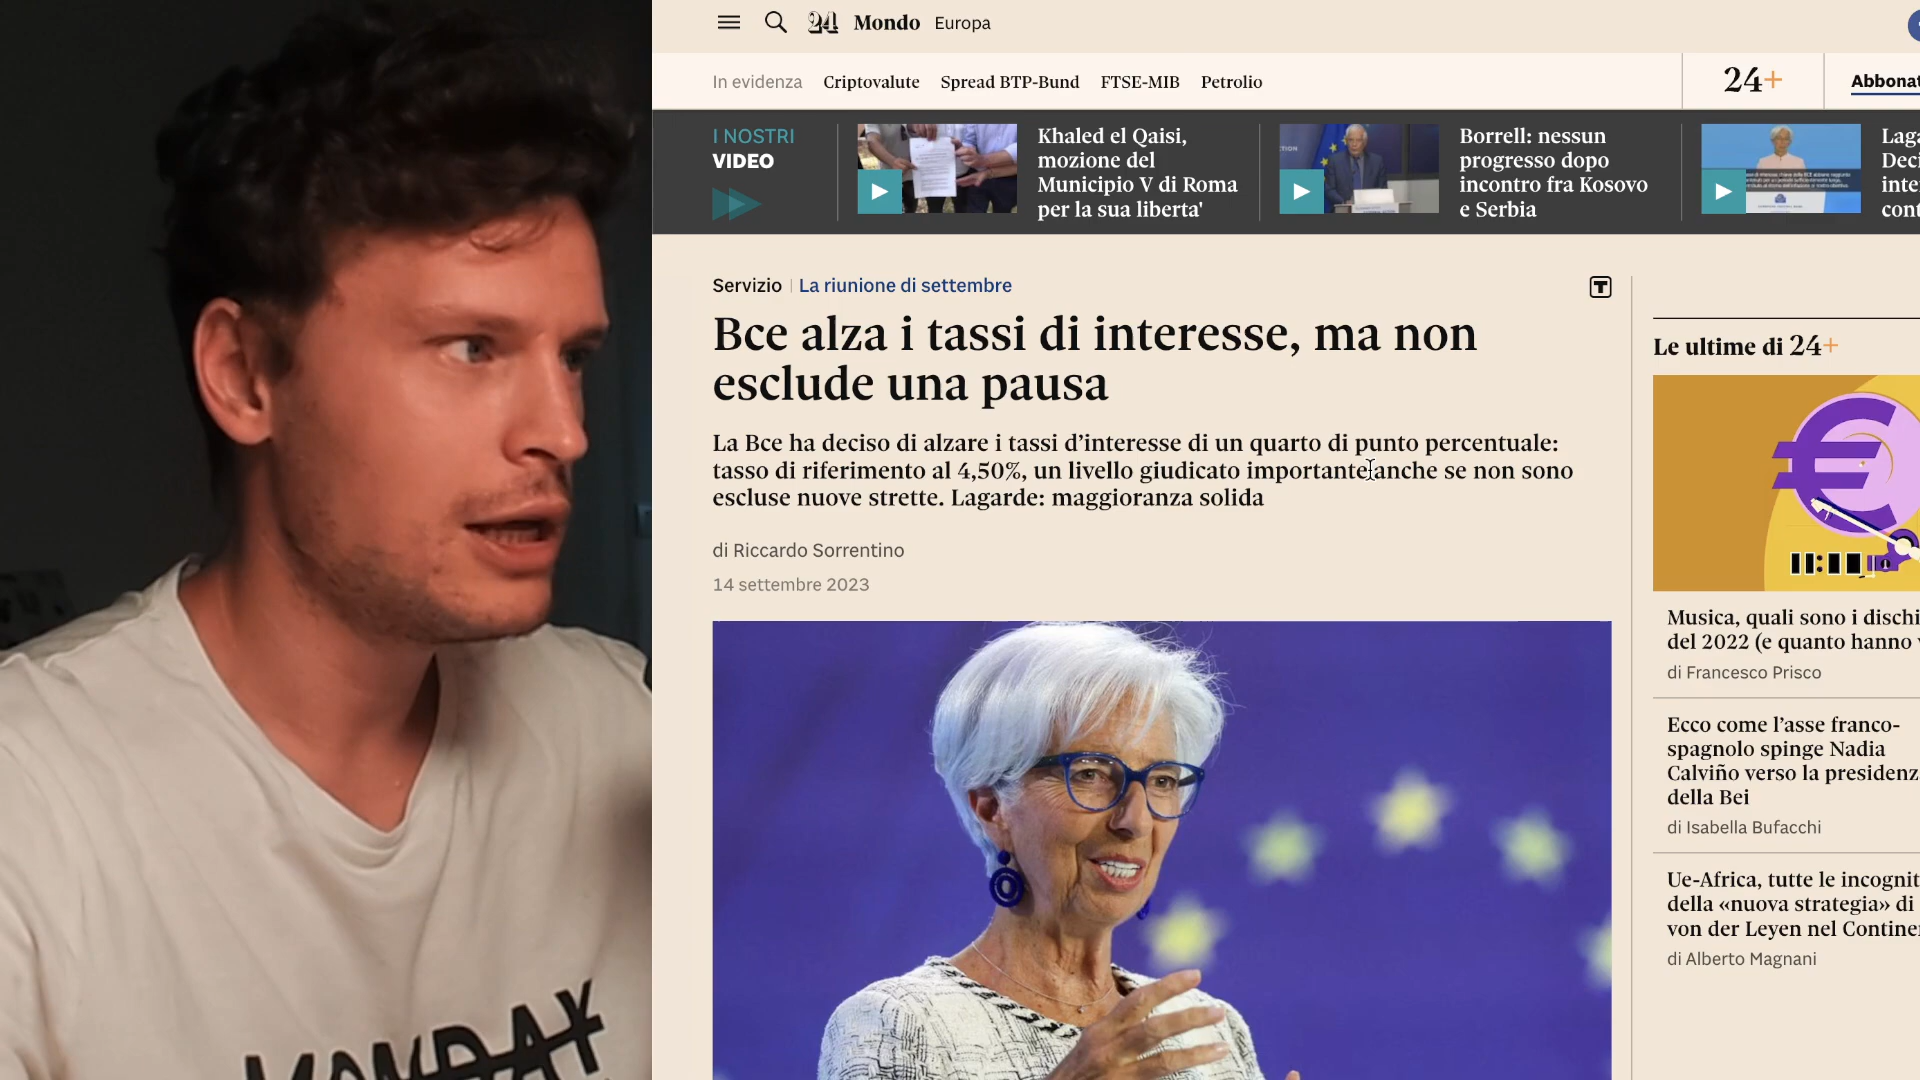 24 Mondo Europa
In evidenza Criptovalute Spread BTP-Bund FTSE-MIB Petrolio
24+
I NOSTRI
VIDEO
Khaled el Qaisi,
mozione del
Municipio V di Roma
per la sua liberta'
Borrell: nessun
progresso dopo
incontro fra Kosovo
e Serbia
Servizio La riunione di settembre
Bce alza i tassi di interesse, ma non
esclude una pausa
La Bce ha deciso di alzare i tassi d’interesse di un quarto di punto percentuale:
tasso di riferimento al 4,50%, un livello giudicato importante anche se non sono
escluse nuove strette. Lagarde: maggioranza solida
di Riccardo Sorrentino
14 settembre 2023
Le ultime di 24+
Musica, quali sono i dischi
del 2022 (e quanto hanno
di Francesco Prisco
Ecco come l’asse franco-
spagnolo spinge Nadia
Calviño verso la
della Bei
di Isabella Bufacchi
Ue-Africa, tutte le
della «nuova strategia» di
von der Leyen nel
di Alberto Magnani